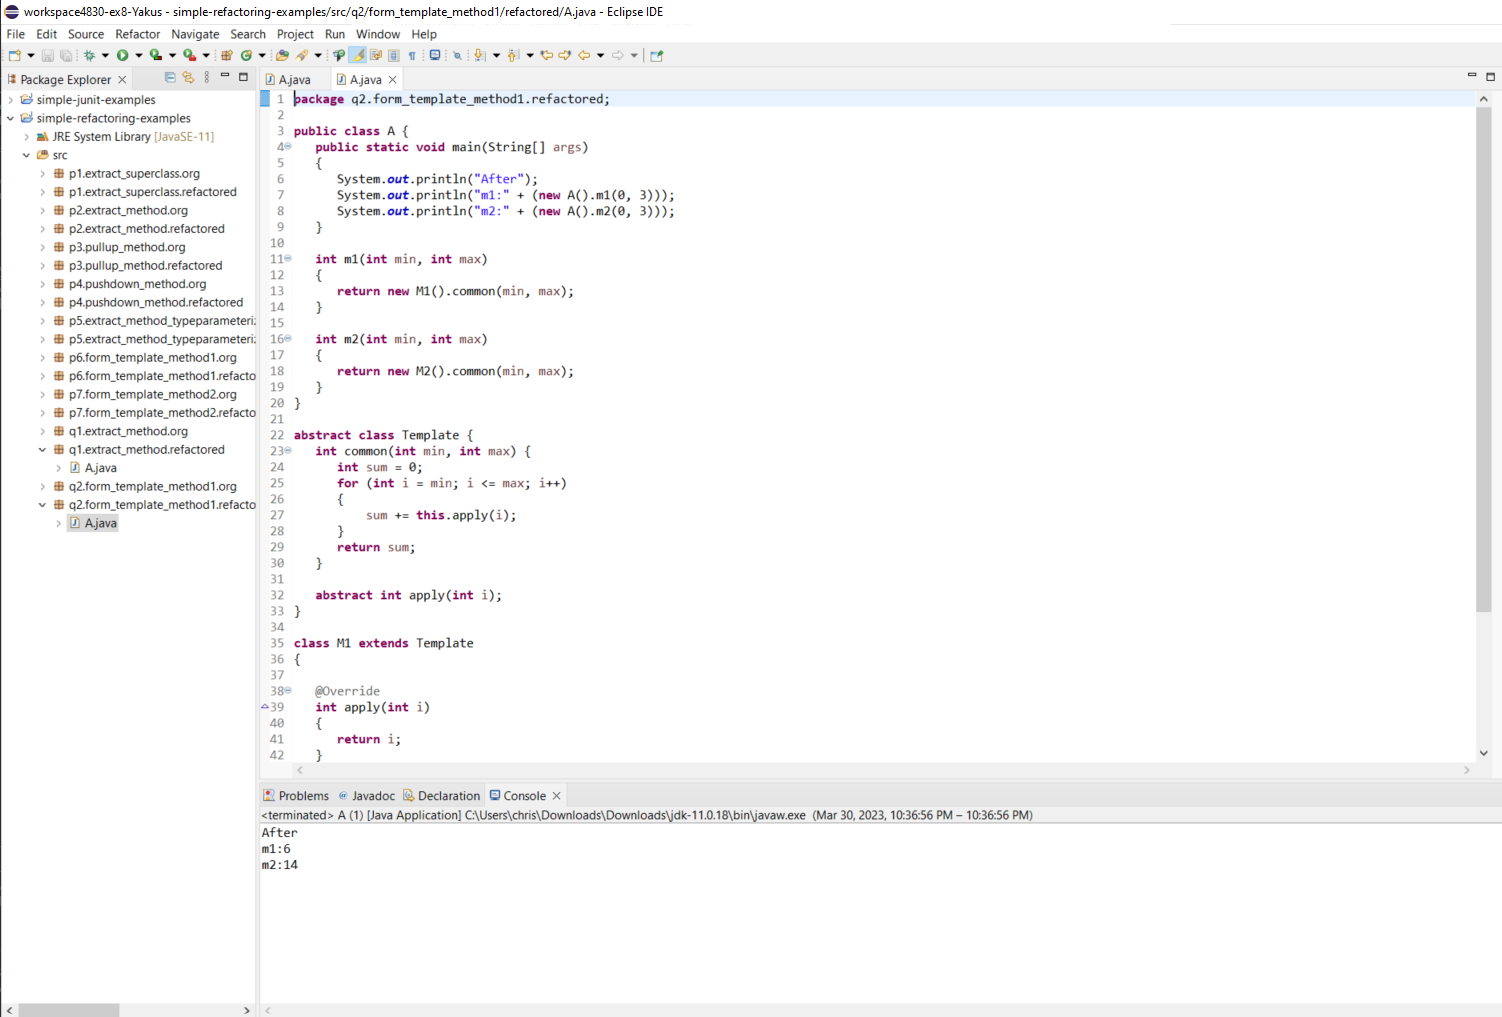 workspace4830-ex8-Yakus - simple-refactoring-examples/src/q2/form_template_method1/refactored/A.java - Eclipse IDE
File Edit Source Refactor Navigate Search Project Run Window Help
Package Explorer
simple-junit-examples
simple-refactoring-examples
JRE System Library [JavaSE-11]
src
p1.extract_superclass.org
p1.extract_superclass.refactored
p2.extract_method.org
p2.extract_method.refactored
p3.pullup_method.org
p3.pullup_method.refactored
p4.pushdown_method.org
p4.pushdown_method.refactored
p5.extract_method_typeparameteri
p5.extract_method_typeparameteri
p6.form_template_method1.org
p6.form_template_method1.refacto
p7.form_template_method2.org
p7.form_template_method2.refacto
q1.extract_method.org
q1.extract_method.refactored
A.java
q2.form_template_method1.org
q2.form_template_method1.refacto
A.java
A.java A.java
1 package q2.form_template_method1.refactored;
2
3 public class A {
4 public static void main(String[] args)
5 {
6 System.out.println("After");
7 System.out.println("m1:" + (new A().m1(0, 3)));
8 System.out.println("m2:" + (new A().m2(0, 3)));
9 }
10
11 int m1(int min, int max)
12 {
13 return new M1().common(min, max);
14 }
15
16 int m2(int min, int max)
17 {
18 return new M2().common(min, max);
19 }
20 }
21
22 abstract class Template {
23 int common(int min, int max) {
24 int sum = 0;
25 for (int i = min; i <= max; i++)
26 {
27 sum += this.apply(i);
28 }
29 return sum;
30 }
31
32 abstract int apply(int i);
33 }
34
35 class M1 extends Template
36 {
37
38 @Override
39 int apply(int i)
40 {
41 return i;
42 }
Problems Javadoc Declaration Console
<terminated> A (1) [Java Application] C:\Users\chris\Downloads\Downloads\jdk-11.0.18\bin\javaw.exe (Mar 30, 2023, 10:36:56 PM – 10:36:56 PM)
After
m1:6
m2:14